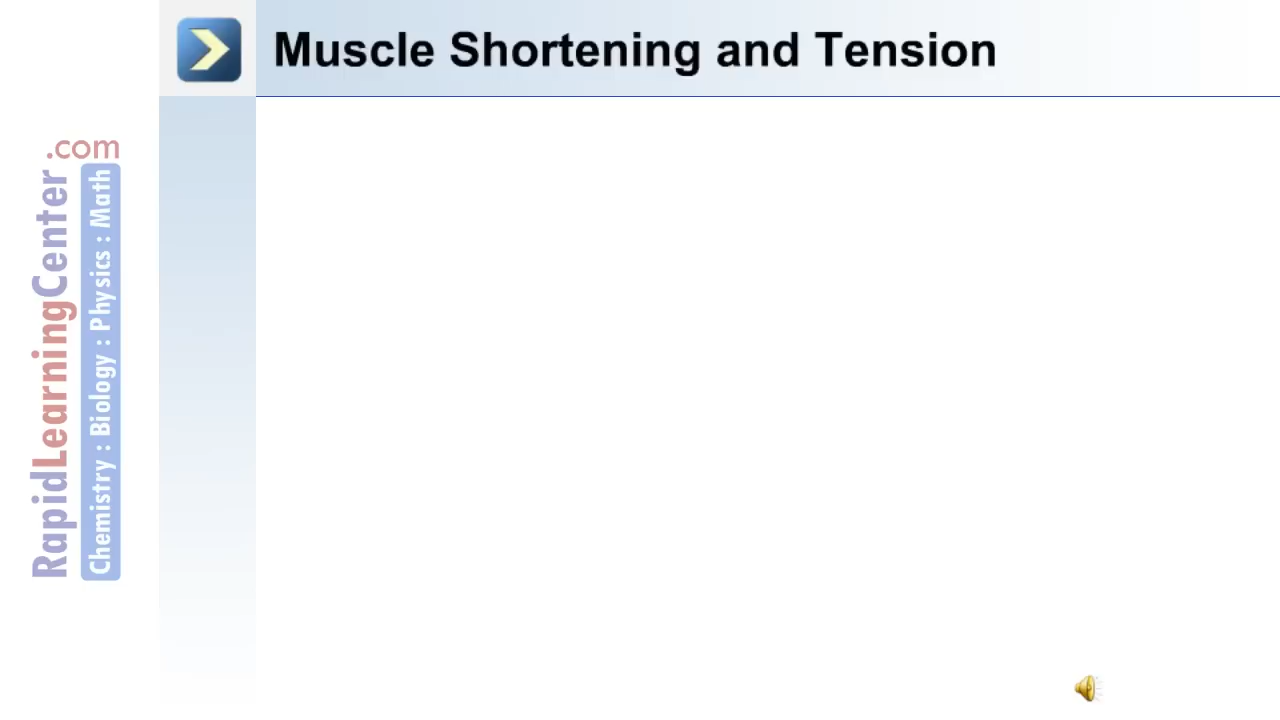 Muscle Shortening and Tension
.com
RapidLearningCenter
Chemistry : Biology : Physics : Math